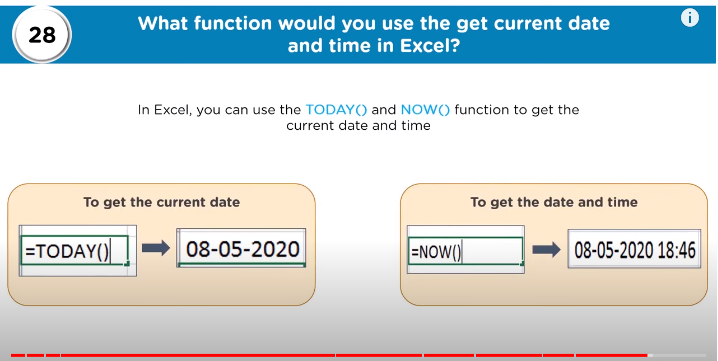 28
What function would you use the get current date
and time in Excel?
i
In Excel, you can use the TODAY() and NOW() function to get the
current date and time
To get the current date
=TODAY()
08-05-2020
To get the date and time
=NOW()
08-05-2020 18:46